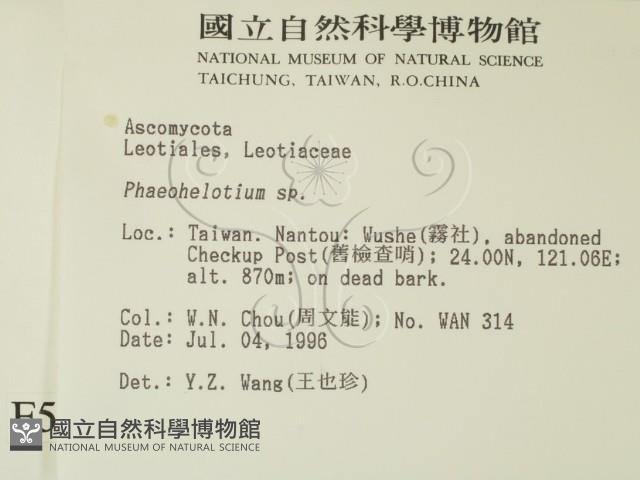 國立自然科學博物館
NATIONAL MUSEUM OF NATURAL SCIENCE
TAICHUNG, TAIWAN, R.O.CHINA
Ascomycota
Leotiales, Leotiaceae
Phaeohelotium sp.
Loc.: Taiwan. Nantou: Wushe(霧社), abandoned
Checkup Post(舊檢查哨); 24.00N, 121.06E;
alt. 870m; on dead bark.
Col.: W.N. Chou(周文能); No. WAN 314
Date: Jul. 04, 1996
Det.: Y.Z. Wang(王也珍)
國立自然科學博物館
NATIONAL MUSEUM OF NATURAL SCIENCE